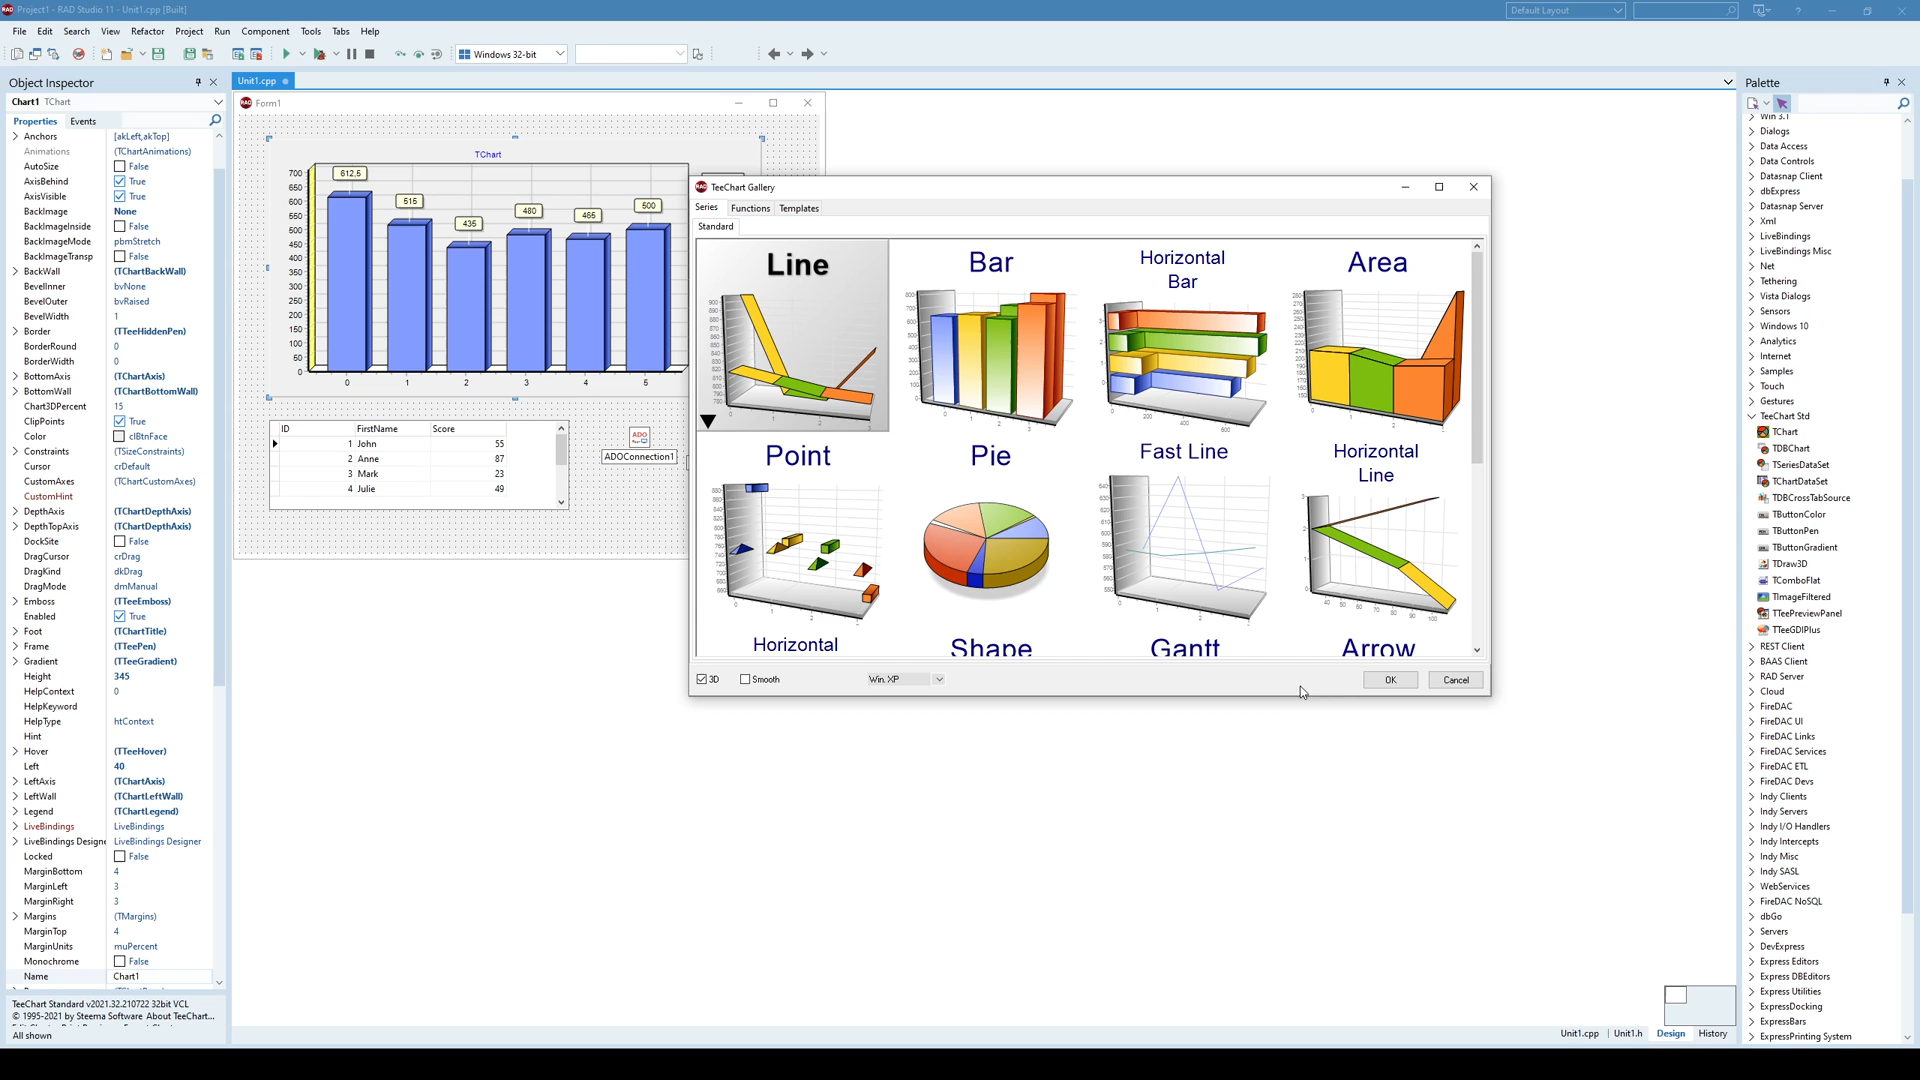 Project1 - RAD Studio 11 - Unit1.cpp [Built]
Default Layout
File Edit Search View Refactor Project Run Component Tools Tabs Help
Windows 32-bit
Object Inspector
Chart1 TChart
Properties Events
Anchors [akLeft,akTop]
Animations (TChartAnimations)
AutoSize False
AxisBehind True
AxisVisible True
BackImage None
BackImageInside False
BackImageMode pbmStretch
BackImageTransp False
BackWall (TChartBackWall)
BevelInner bvNone
BevelOuter bvRaised
BevelWidth 1
Border (TTeeHiddenPen)
BorderRound 0
BorderWidth 0
BottomAxis (TChartAxis)
BottomWall (TChartBottomWall)
Chart3DPercent 15
ClipPoints True
Color clBtnFace
Constraints (TSizeConstraints)
Cursor crDefault
CustomAxes (TChartCustomAxes)
CustomHint
DepthAxis (TChartDepthAxis)
DepthTopAxis (TChartDepthAxis)
DockSite False
DragCursor crDrag
DragKind dkDrag
DragMode dmManual
Emboss (TTeeEmboss)
Enabled True
Foot (TChartTitle)
Frame (TTeePen)
Gradient (TTeeGradient)
Height 345
HelpContext 0
HelpKeyword
HelpType htContext
Hint
Hover (TTeeHover)
Left 40
LeftAxis (TChartAxis)
LeftWall (TChartLeftWall)
Legend (TChartLegend)
LiveBindings LiveBindings
LiveBindings Designe LiveBindings Designer
Locked False
MarginBottom 4
MarginLeft 3
MarginRight 3
Margins (TMargins)
MarginTop 4
MarginUnits muPercent
Monochrome False
Name Chart1
TeeChart Standard v2021.32.210722 32bit VCL
© 1995-2021 by Steema Software About TeeChart...
All shown
Unit1.cpp
Form1
TChart
700
650
600
550
500
450
400
350
300
250
200
150
100
50
0
612,5 515 435 480 465 500
0 1 2 3 4 5
ID FirstName Score
1 John 55
2 Anne 87
3 Mark 23
4 Julie 49
ADO
ADOConnection1
TeeChart Gallery
Series Functions Templates
Standard
Line Bar Horizontal Bar Area
Point Pie Fast Line Horizontal Line
Horizontal Shape Gantt Arrow
3D Smooth Win. XP OK Cancel
Unit1.cpp Unit1.h Design History
Palette
Win 3.1
Dialogs
Data Access
Data Controls
Datasnap Client
dbExpress
Datasnap Server
Xml
LiveBindings
LiveBindings Misc
Net
Tethering
Vista Dialogs
Sensors
Windows 10
Analytics
Internet
Samples
Touch
Gestures
TeeChart Std
TChart
TDBChart
TSeriesDataSet
TChartDataSet
TDBCrossTabSource
TButtonColor
TButtonPen
TButtonGradient
TDraw3D
TComboFlat
TImageFiltered
TTeePreviewPanel
TTeeGDIPlus
REST Client
BAAS Client
RAD Server
Cloud
FireDAC
FireDAC UI
FireDAC Links
FireDAC Services
FireDAC ETL
FireDAC Devs
Indy Clients
Indy Servers
Indy I/O Handlers
Indy Intercepts
Indy Misc
Indy SASL
WebServices
FireDAC NoSQL
dbGo
Servers
DevExpress
Express Editors
Express DBEditors
Express Utilities
ExpressDocking
ExpressBars
ExpressPrinting System